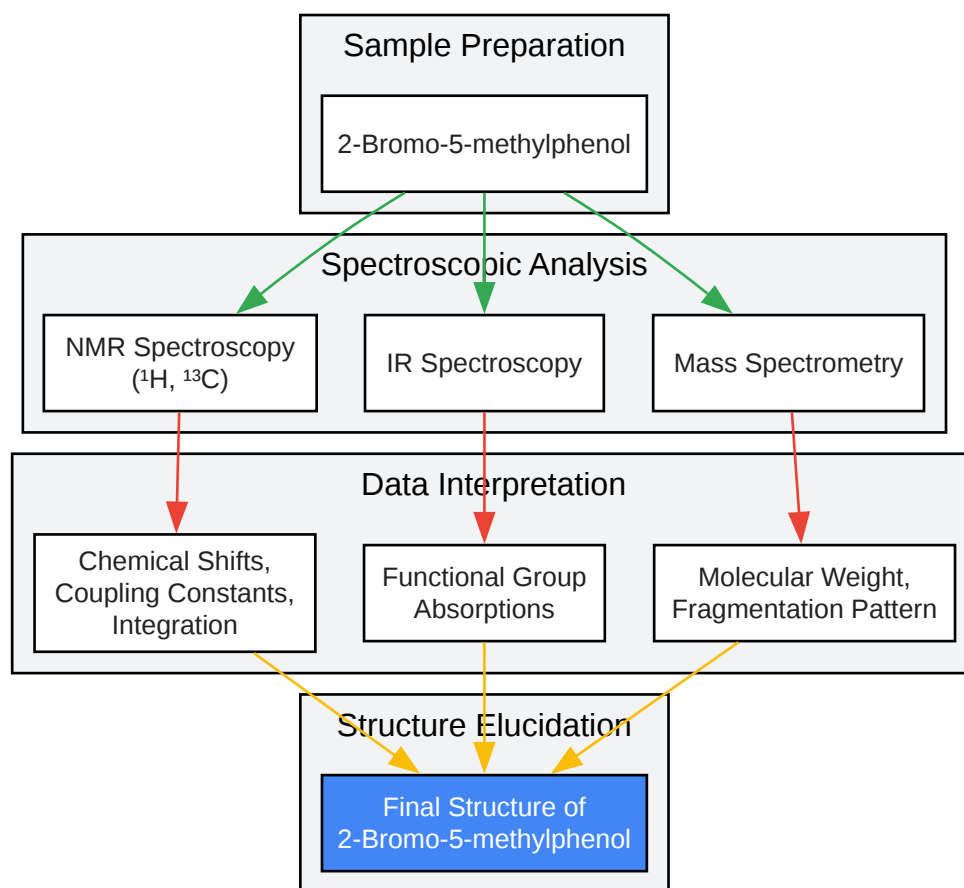 Sample Preparation
2-Bromo-5-methylphenol
Spectroscopic Analysis
NMR Spectroscopy
(¹H, ¹³C)
IR Spectroscopy
Mass Spectrometry
Data Interpretation
Chemical Shifts,
Coupling Constants,
Integration
Functional Group
Absorptions
Molecular Weight,
Fragmentation Pattern
Structure Elucidation
Final Structure of
2-Bromo-5-methylphenol